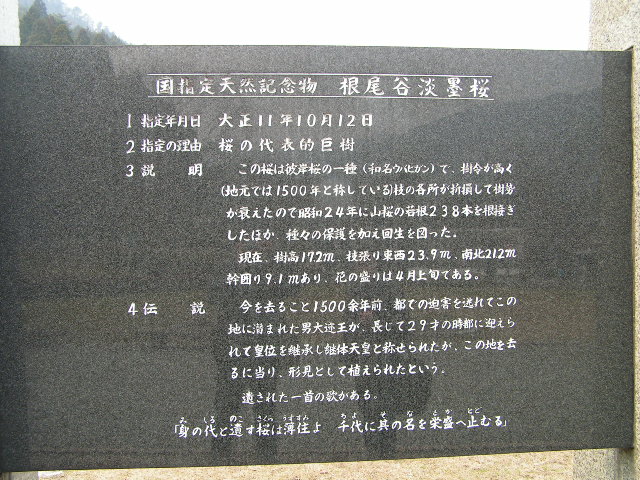 国指定天然記念物 根尾谷淡墨桜
1 指定年月日 大正11年10月12日
2 指定の理由 桜の代表的巨樹
3 説 明 この桜は彼岸桜の一種(和名ウバヒガン)で、樹令が高く
(地元では1500年と称している)枝の各所が折損して樹勢
が衰えたので昭和24年に山桜の若根238本を根接ぎ
したほか、種々の保護を加え回生を図った。
現在、樹高17.2m、枝張り東西23.9m、南北21.2m
幹囲り9.1mあり、花の盛りは4月上旬である。
4 伝 説 今を去ること1500余年前、都での迫害を逃れてこの
地に潜まれた男大迹王が、長じて29才の時都に迎えら
れて皇位を継承し継体天皇と称せられたが、この地を去
るに当り、形見として植えられたという。
遺された一首の歌がある。
「身の代と遺す桜は薄住よ 千代に其の名を栄盛へ止むる」